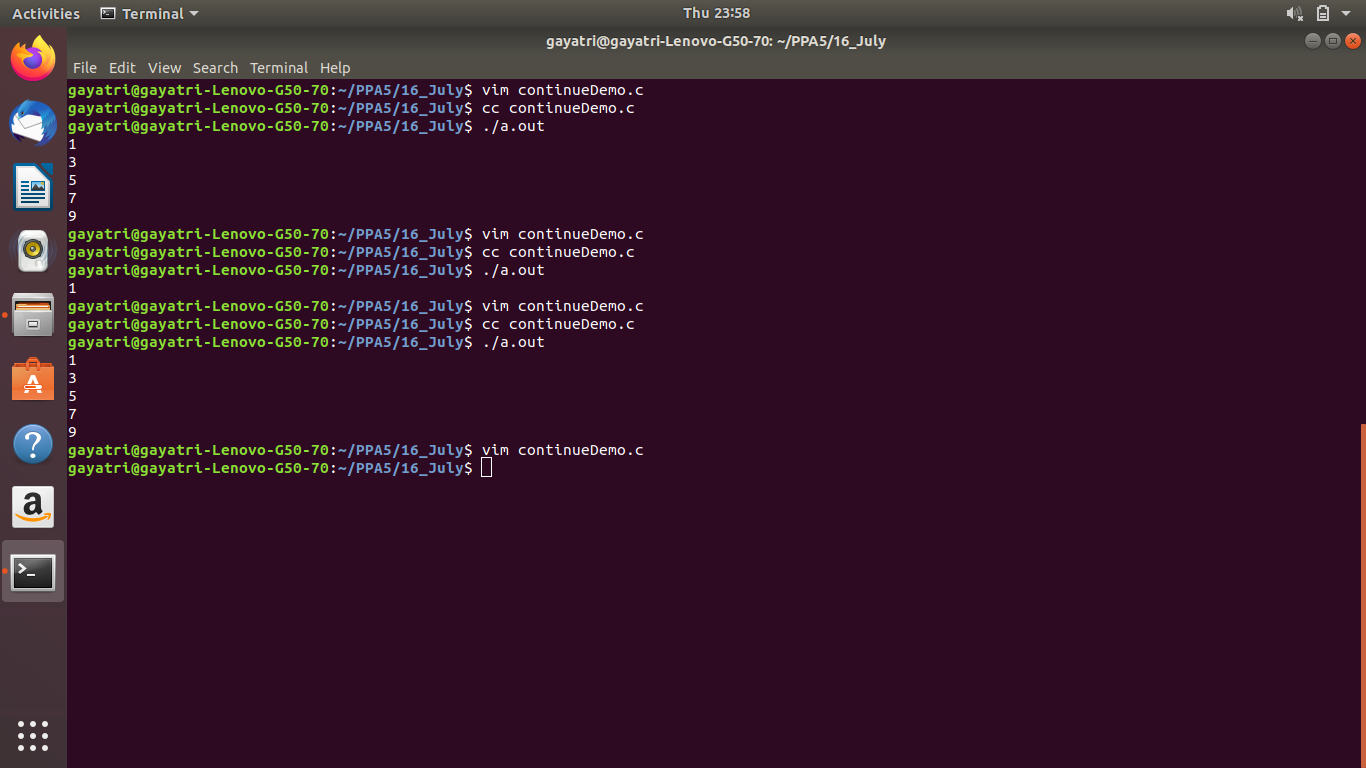 Activities Terminal Thu 23:58
gayatri@gayatri-Lenovo-G50-70: ~/PPA5/16_July
File Edit View Search Terminal Help
gayatri@gayatri-Lenovo-G50-70:~/PPA5/16_July$ vim continueDemo.c
gayatri@gayatri-Lenovo-G50-70:~/PPA5/16_July$ cc continueDemo.c
gayatri@gayatri-Lenovo-G50-70:~/PPA5/16_July$ ./a.out
1
3
5
7
9
gayatri@gayatri-Lenovo-G50-70:~/PPA5/16_July$ vim continueDemo.c
gayatri@gayatri-Lenovo-G50-70:~/PPA5/16_July$ cc continueDemo.c
gayatri@gayatri-Lenovo-G50-70:~/PPA5/16_July$ ./a.out
1
gayatri@gayatri-Lenovo-G50-70:~/PPA5/16_July$ vim continueDemo.c
gayatri@gayatri-Lenovo-G50-70:~/PPA5/16_July$ cc continueDemo.c
gayatri@gayatri-Lenovo-G50-70:~/PPA5/16_July$ ./a.out
1
3
5
7
9
gayatri@gayatri-Lenovo-G50-70:~/PPA5/16_July$ vim continueDemo.c
gayatri@gayatri-Lenovo-G50-70:~/PPA5/16_July$